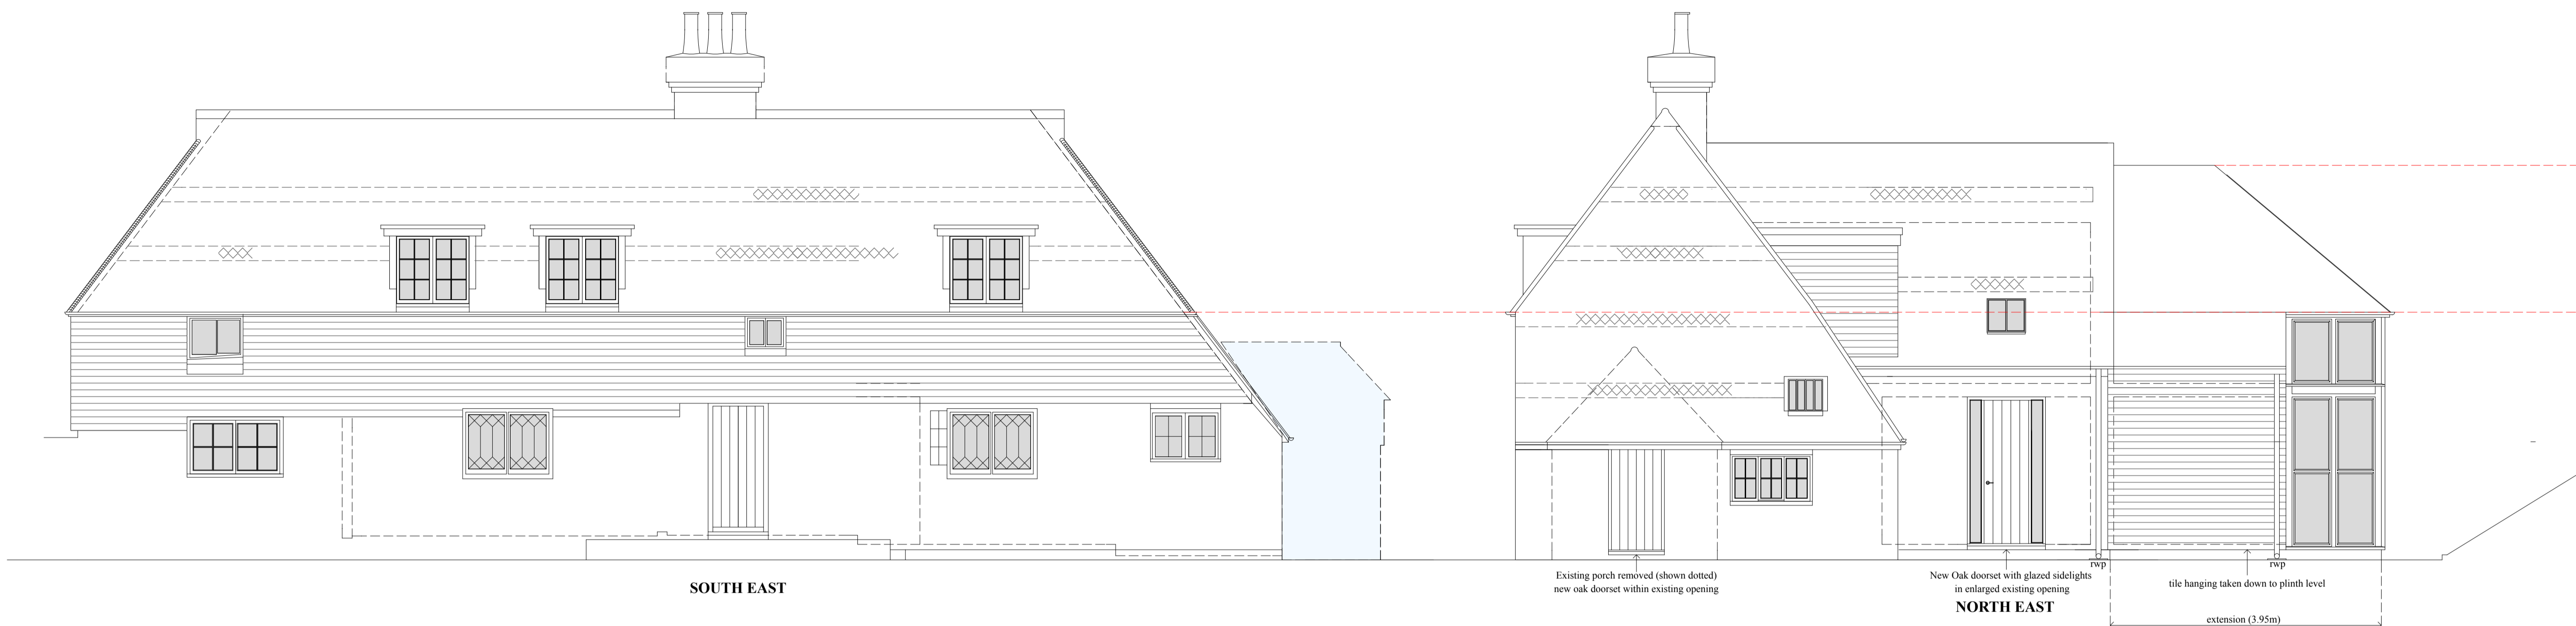 SOUTH EAST
Existing porch removed (shown dotted)
new oak doorset within existing opening
New Oak doorset with glazed sidelights
in enlarged existing opening
NORTH EAST
rwp
rwp
tile hanging taken down to plinth level
extension (3.95m)